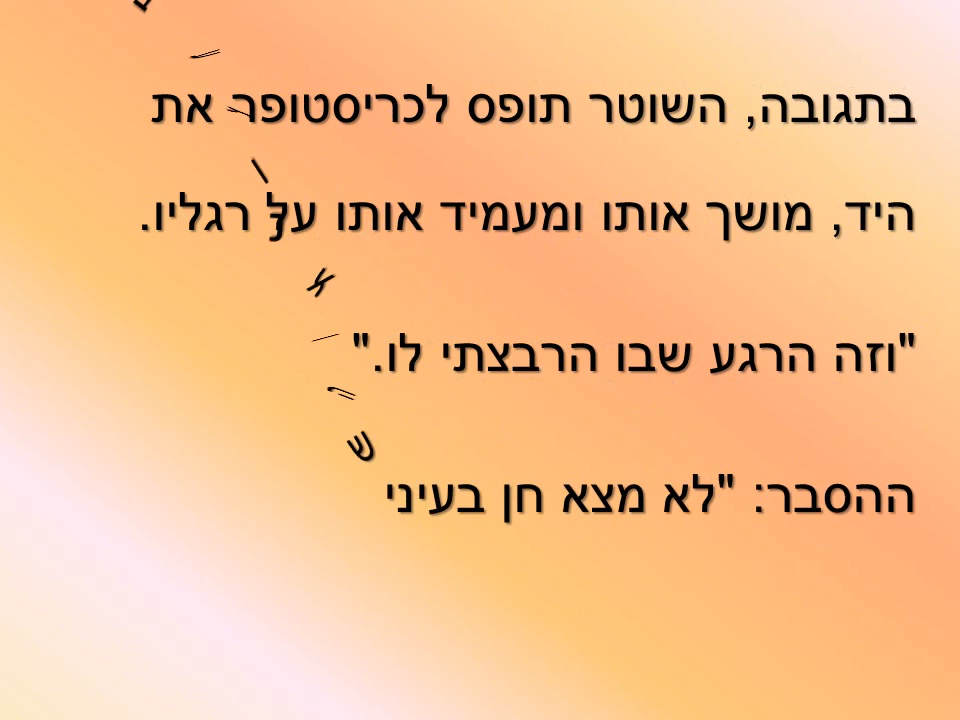 בתגובה, השוטר תופס לכריסטופר את
היד, מושך אותו ומעמיד אותו על רגליו.
"וזה הרגע שבו הרבצתי לו."
ההסבר: "לא מצא חן בעיני